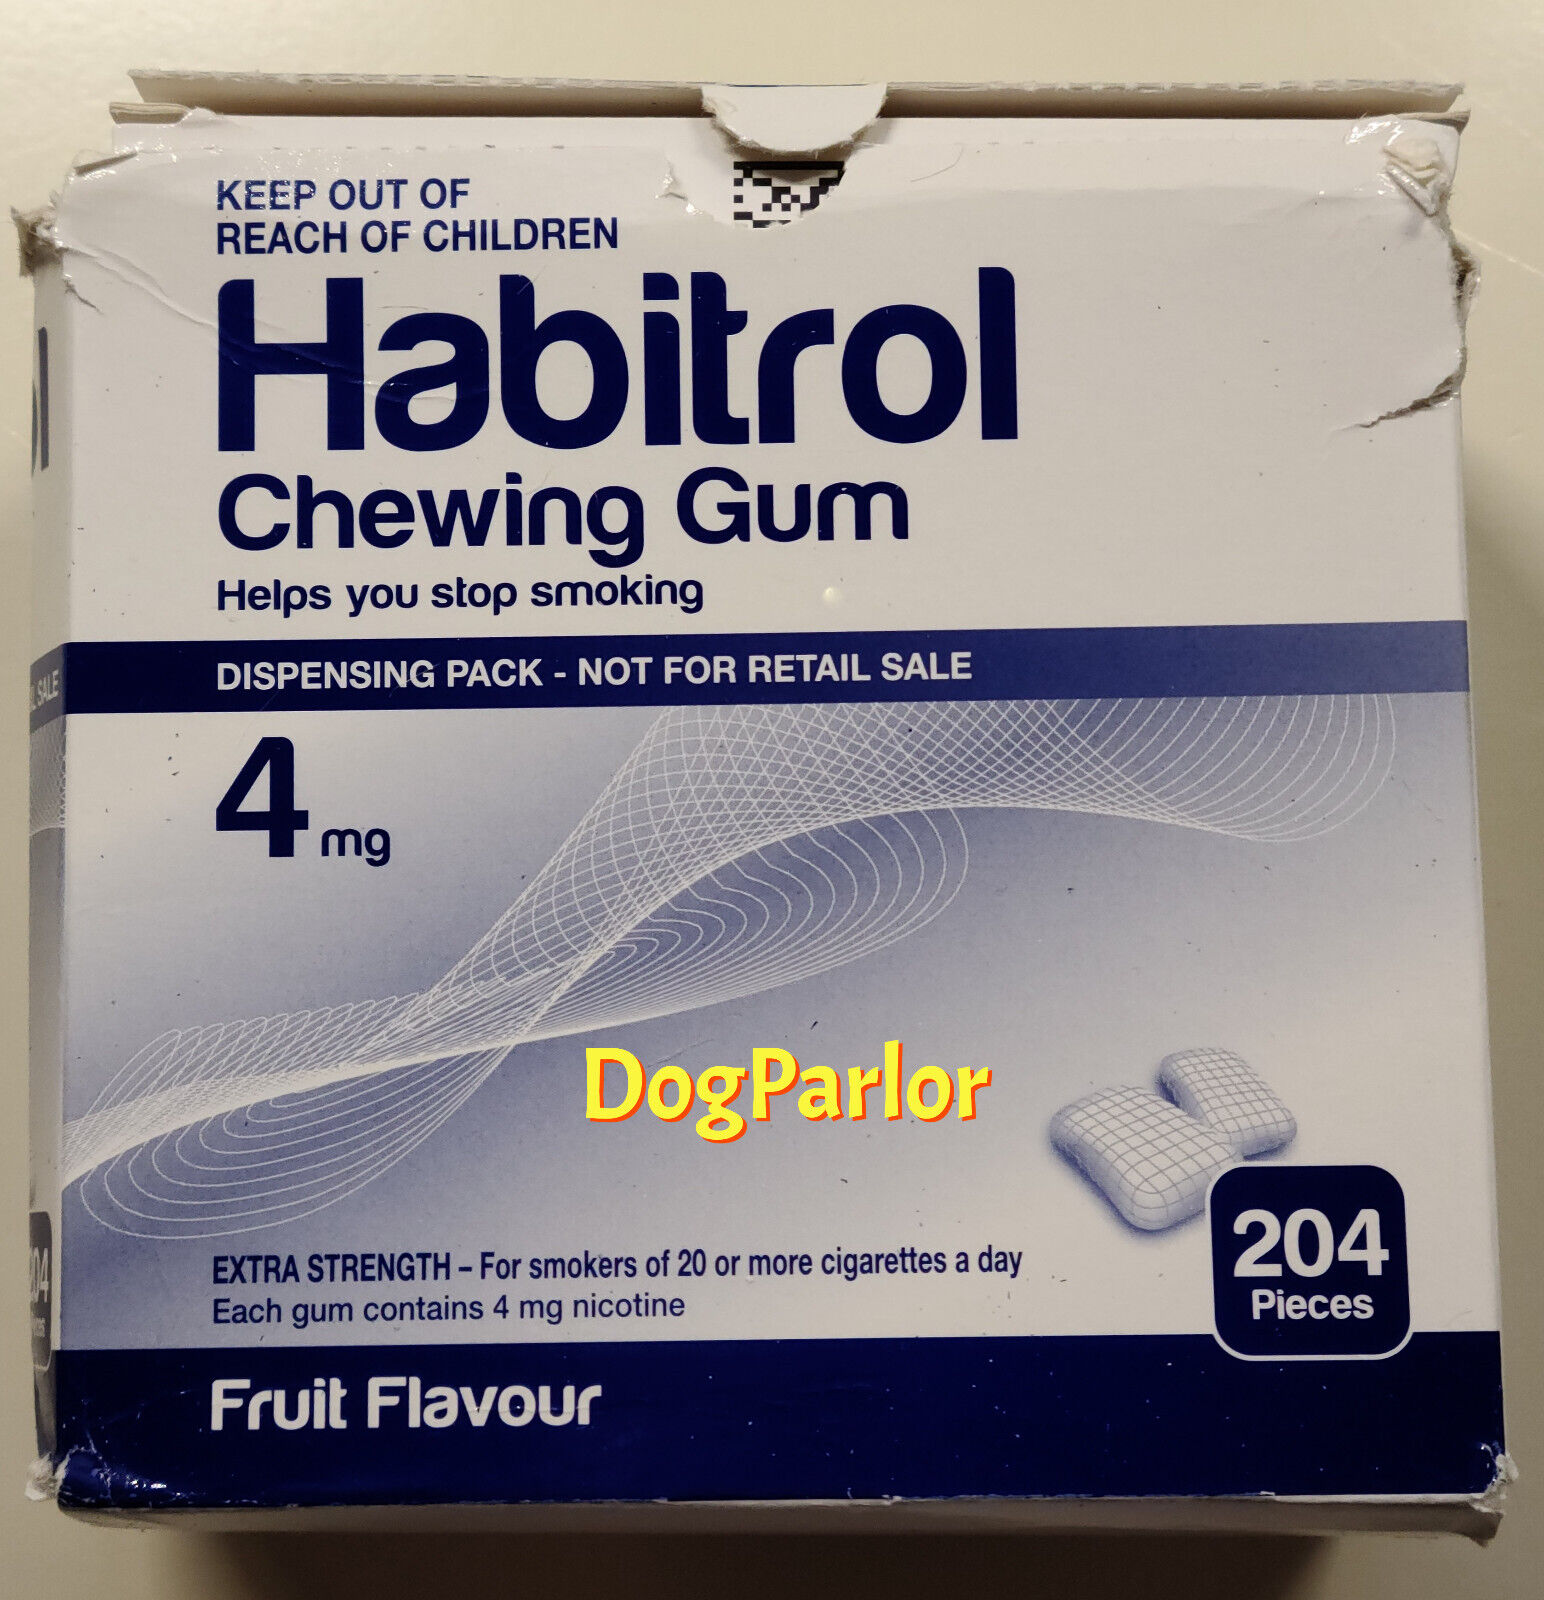 KEEP OUT OF
REACH OF CHILDREN
Habitrol
Chewing Gum
Helps you stop smoking
DISPENSING PACK - NOT FOR RETAIL SALE
SALE
4 mg
DogParlor
EXTRA STRENGTH – For smokers of 20 or more cigarettes a day
Each gum contains 4 mg nicotine
204
Pieces
Fruit Flavour